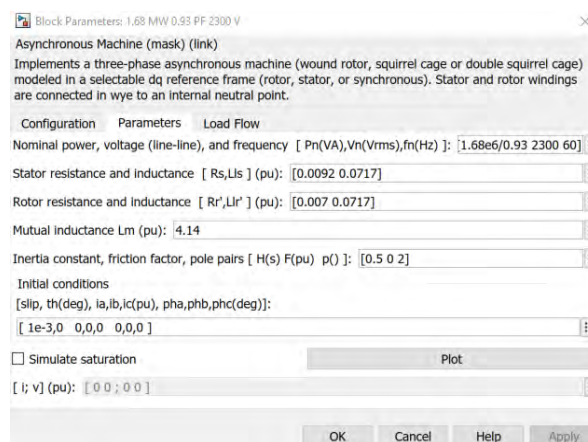 Block Parameters: 1.68 MW 0.93 PF 2300 V
Asynchronous Machine (mask) (link)
Implements a three-phase asynchronous machine (wound rotor, squirrel cage or double squirrel cage)
modeled in a selectable dq reference frame (rotor, stator, or synchronous). Stator and rotor windings
are connected in wye to an internal neutral point.
Configuration Parameters Load Flow
Nominal power, voltage (line-line), and frequency [ Pn(VA),Vn(Vrms),fn(Hz) ]: [1.68e6/0.93 2300 60]
Stator resistance and inductance [ Rs,Lls ] (pu): [0.0092 0.0717]
Rotor resistance and inductance [ Rr',Llr' ] (pu): [0.007 0.0717]
Mutual inductance Lm (pu): 4.14
Inertia constant, friction factor, pole pairs [ H(s) F(pu) p() ]: [0.5 0 2]
Initial conditions
[slip, th(deg), ia,ib,ic(pu), pha,phb,phc(deg)]:
[ 1e-3,0 0,0,0 0,0,0 ]
Simulate saturation Plot
[ i; v] (pu): [ 0 0 ; 0 0 ]
OK Cancel Help Apply